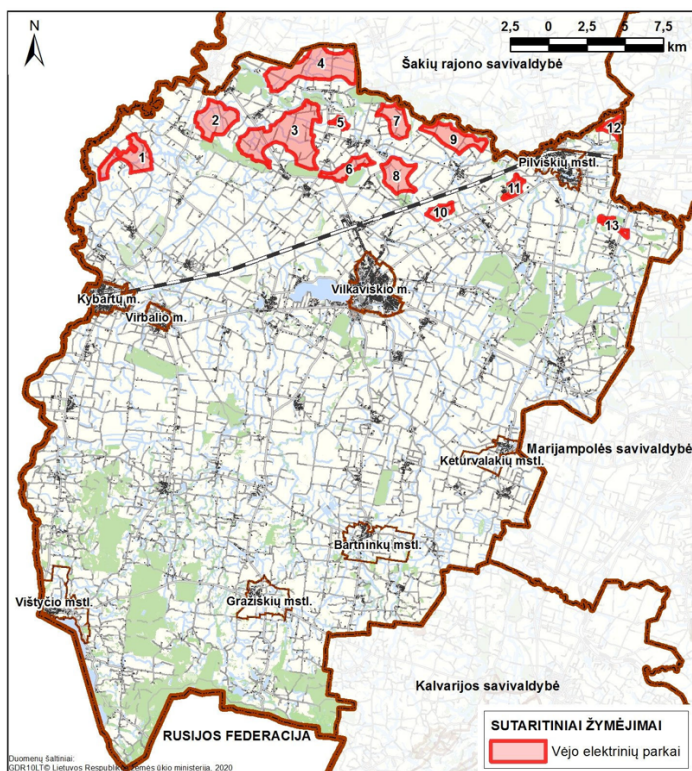 N
2,5 0 2,5 5 7,5
km
Šakių rajono savivaldybė
4
2
3
5
7
12
9
1
6
8
Pilviškių mstl.
11
10
13
Vilkaviškio m.
Kybartų m.
Virbalio m.
Marijampolės savivaldybė
Keturvalakių mstl.
Bartninkų mstl.
Vištyčio mstl.
Gražiškių mstl.
Kalvarijos savivaldybė
RUSIJOS FEDERACIJA
SUTARTINIAI ŽYMĖJIMAI
Vėjo elektrinių parkai
Duomenų šaltiniai:
GDR10LT© Lietuvos Respublikos žemės ūkio ministerija, 2020